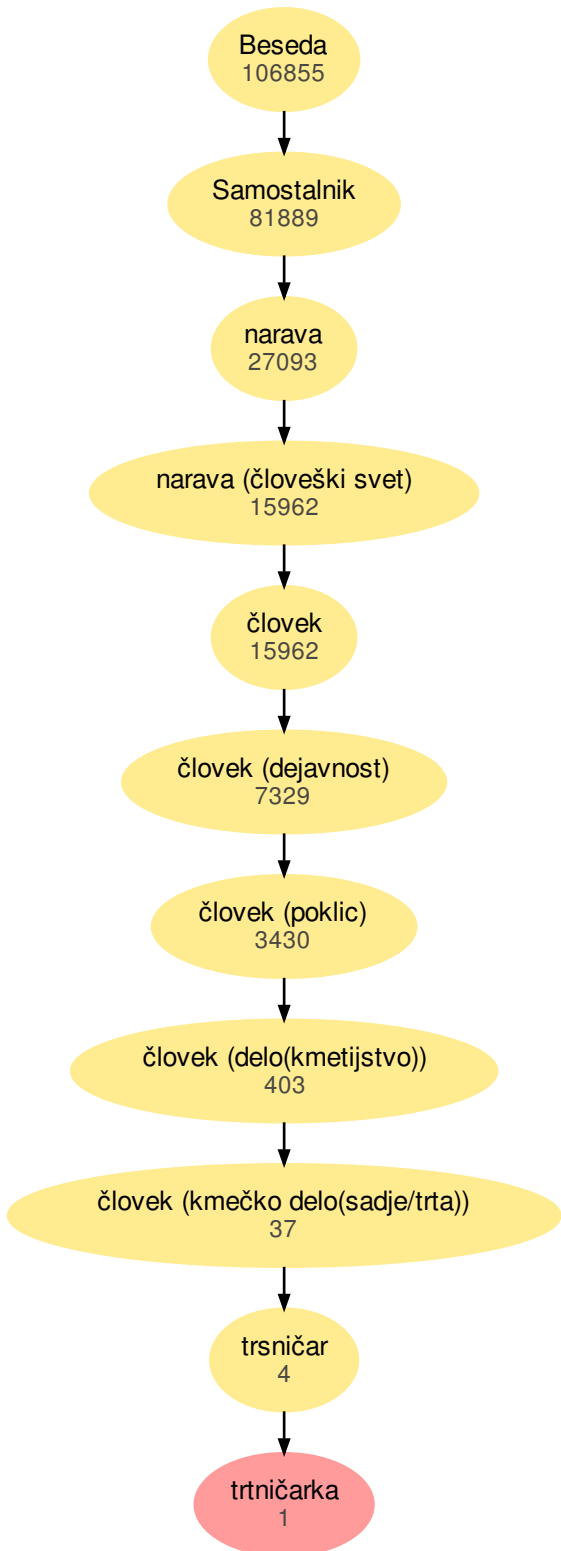 Beseda
106855
Samostalnik
81889
narava
27093
narava (človeški svet)
15962
človek
15962
človek (dejavnost)
7329
človek (poklic)
3430
človek (delo(kmetijstvo))
403
človek (kmečko delo(sadje/trta))
37
trsničar
4
trtničarka
1